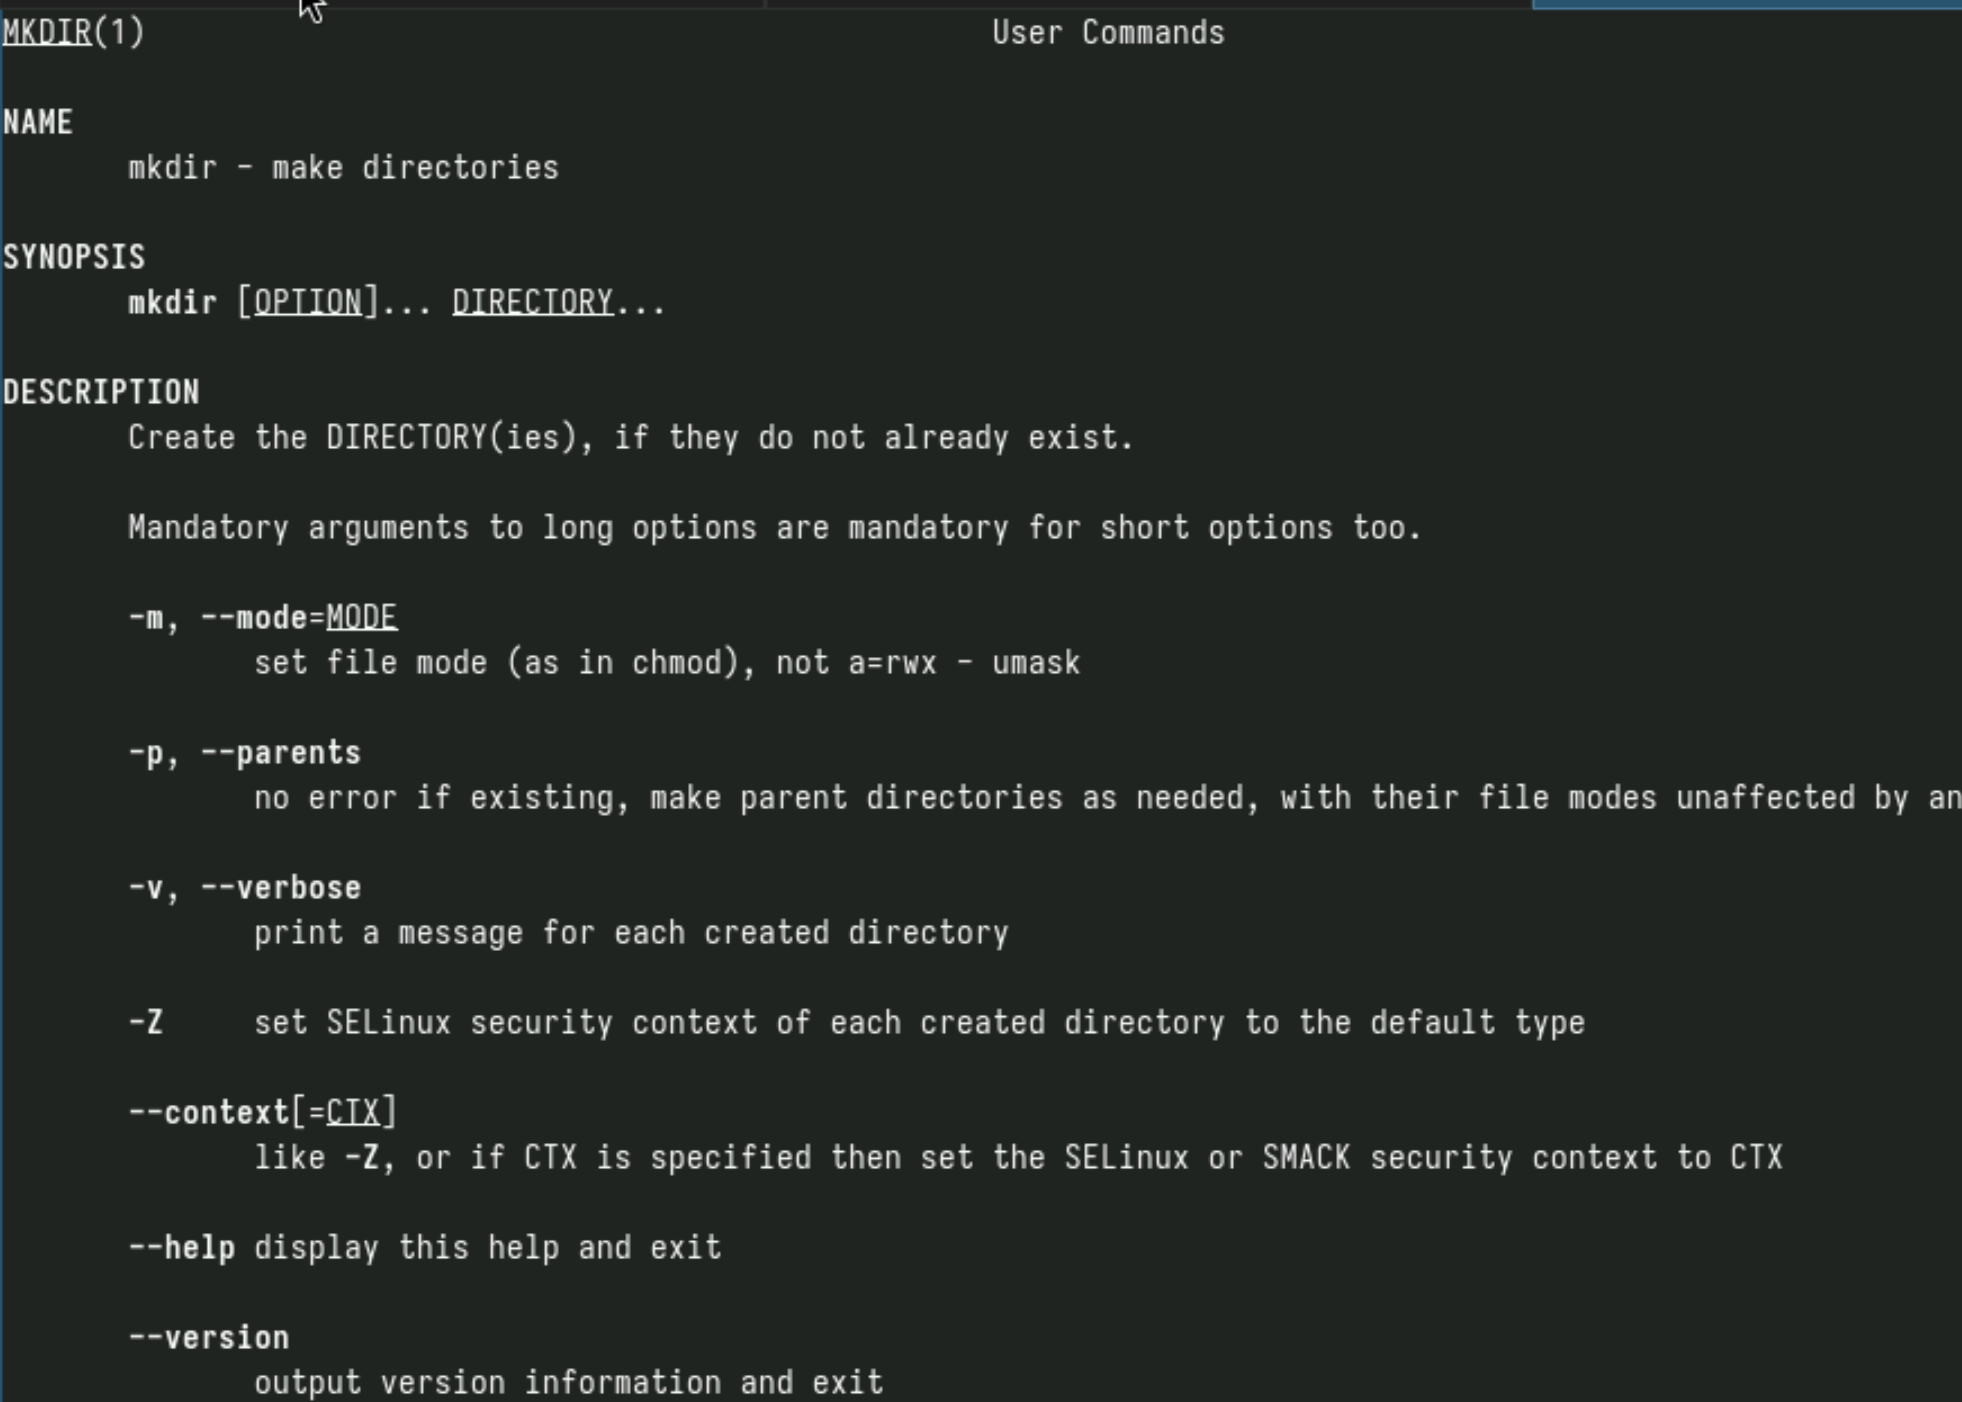 MKDIR(1) User Commands
NAME
mkdir - make directories
SYNOPSIS
mkdir [OPTION]... DIRECTORY...
DESCRIPTION
Create the DIRECTORY(ies), if they do not already exist.
Mandatory arguments to long options are mandatory for short options too.
-m, --mode=MODE
set file mode (as in chmod), not a=rwx - umask
-p, --parents
no error if existing, make parent directories as needed, with their file modes unaffected by an
-v, --verbose
print a message for each created directory
-Z set SELinux security context of each created directory to the default type
--context[=CTX]
like -Z, or if CTX is specified then set the SELinux or SMACK security context to CTX
--help display this help and exit
--version
output version information and exit